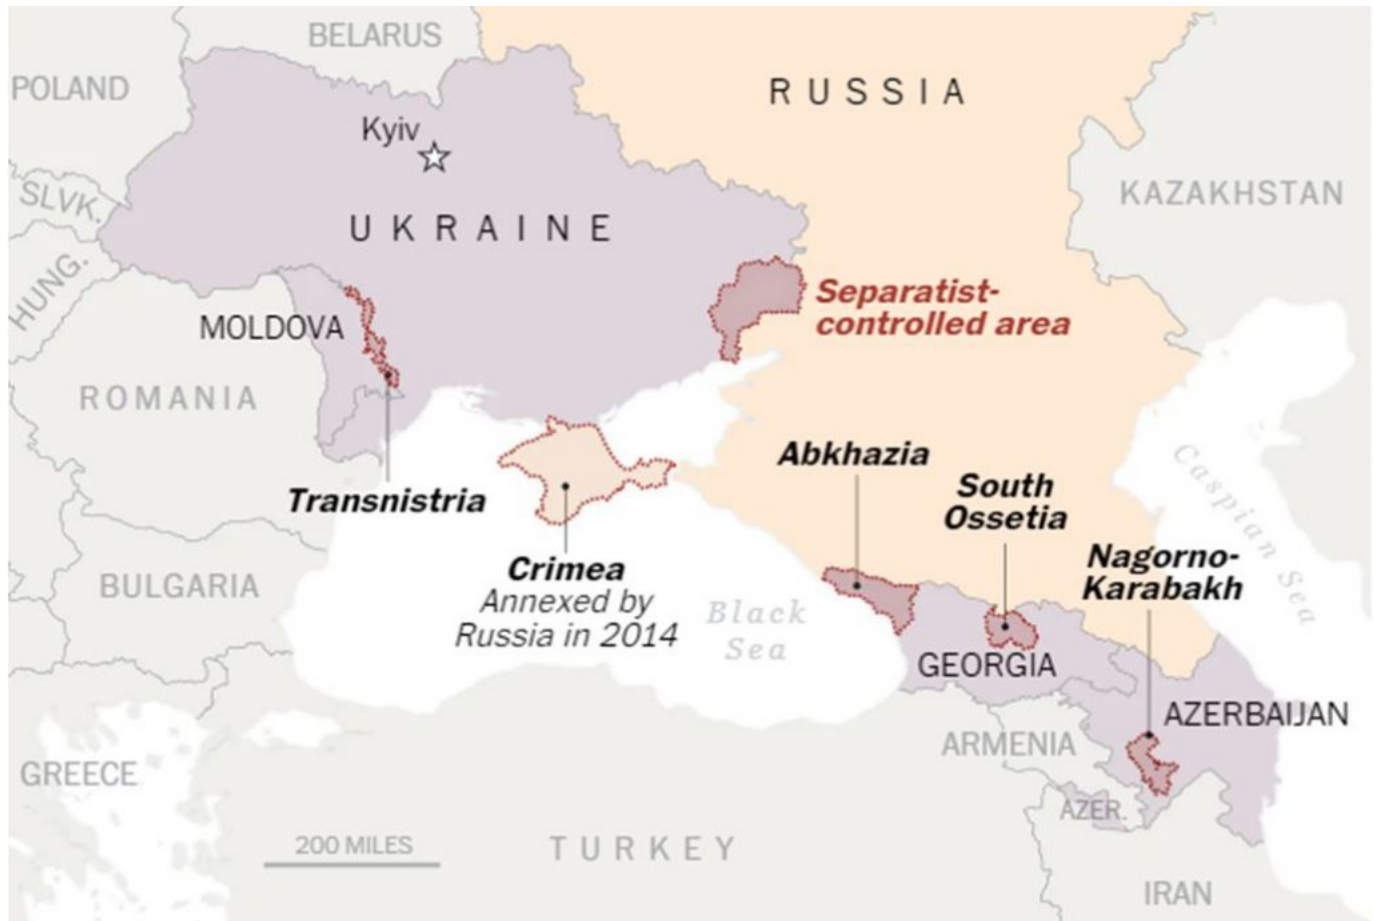 BELARUS
POLAND
RUSSIA
Kyiv
SLVK.
KAZAKHSTAN
UKRAINE
HUNG.
Separatist-
controlled area
MOLDOVA
ROMANIA
Abkhazia
Transnistria
South
Ossetia
Caspian Sea
Crimea
Annexed by
Russia in 2014
Nagorno-
Karabakh
BULGARIA
Black
Sea
GEORGIA
AZERBAIJAN
ARMENIA
GREECE
AZER.
200 MILES
TURKEY
IRAN